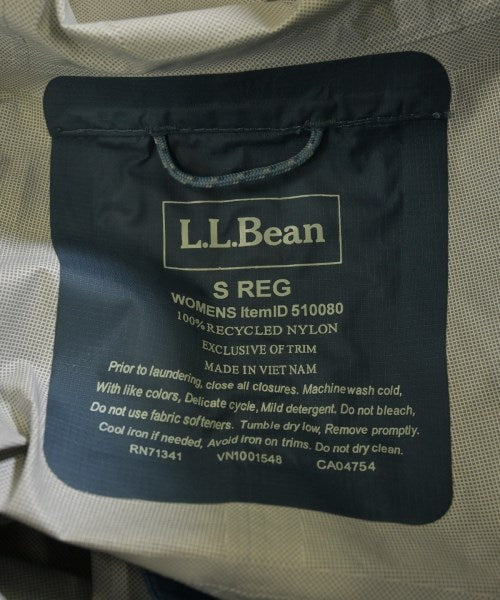 L.L.Bean
S REG
WOMENS ItemID 510080
100% RECYCLED NYLON
EXCLUSIVE OF TRIM
MADE IN VIET NAM
Prior to laundering, close all closures. Machine wash cold,
With like colors, Delicate cycle, Mild detergent. Do not bleach,
Do not use fabric softeners. Tumble dry low, Remove promptly.
Cool iron if needed, Avoid iron on trims. Do not dry clean.
RN71341 VN1001548 CA04754